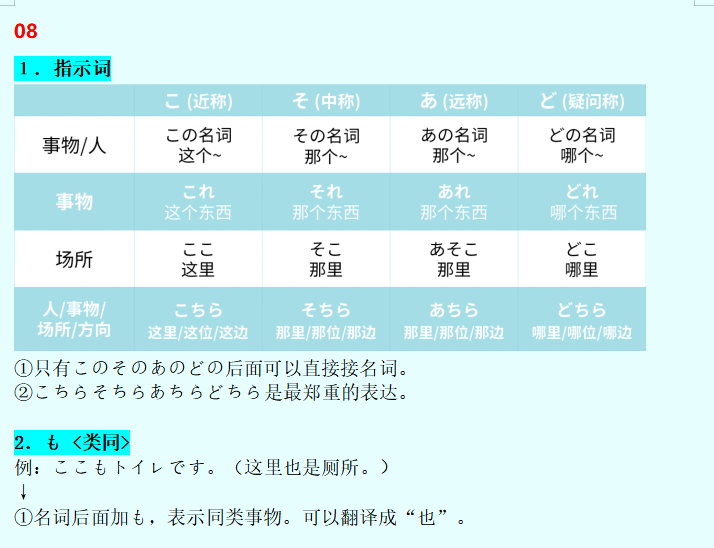 08
1．指示词
こ (近称) そ (中称) あ (远称) ど (疑问称)
事物/人 この名词 その名词 あの名词 どの名词
这个~ 那个~ 那个~ 哪个~
事物 これ それ あれ どれ
这个东西 那个东西 那个东西 哪个东西
场所 ここ そこ あそこ どこ
这里 那里 那里 哪里
人/事物/ こちら そちら あちら どちら
场所/方向 这里/这位/这边 那里/那位/那边 那里/那位/那边 哪里/哪位/哪边
①只有このそのあのどの后面可以直接接名词。
②こちらそちらあちらどちら是最郑重的表达。
2. も <类同>
例: ここもトイレです。（这里也是厕所。）
↓
①名词后面加も，表示同类事物。可以翻译成“也”。